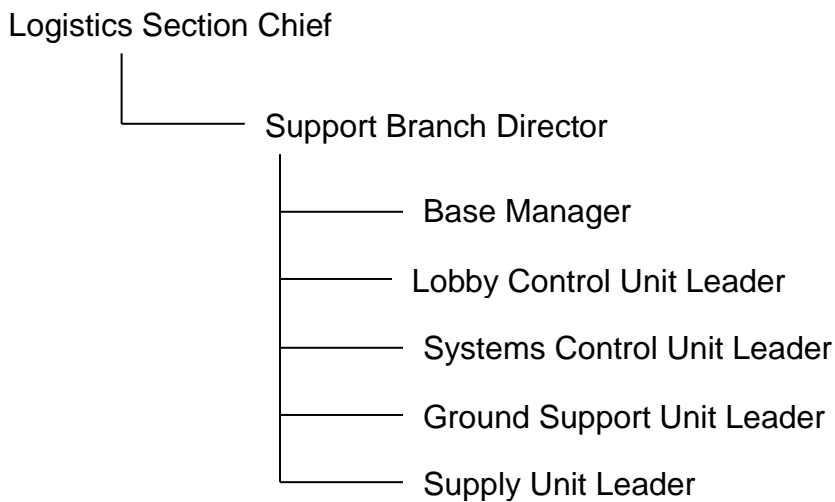 Logistics Section Chief
Support Branch Director
Base Manager
Lobby Control Unit Leader
Systems Control Unit Leader
Ground Support Unit Leader
Supply Unit Leader